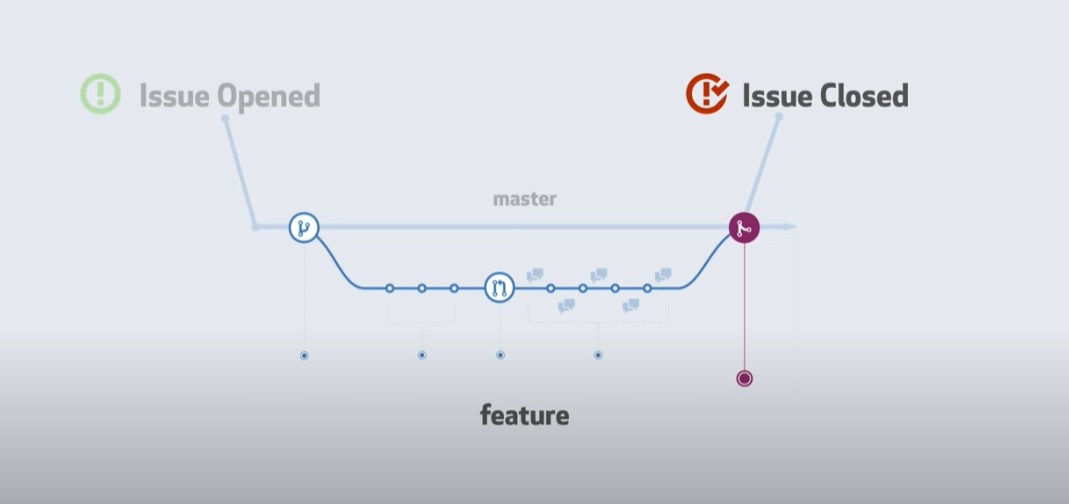 Issue Opened
Issue Closed
master
feature